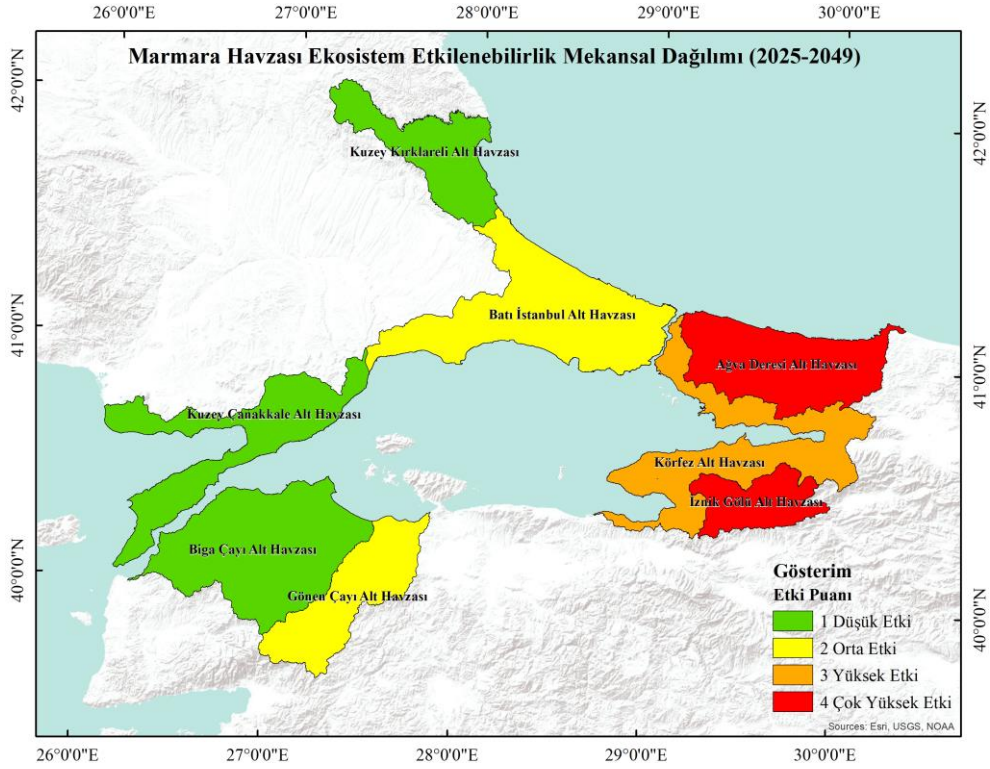 26°0'0"E 27°0'0"E 28°0'0"E 29°0'0"E 30°0'0"E
Marmara Havzası Ekosistem Etkilenebilirlik Mekansal Dağılımı (2025-2049)
42°0'0"N
42°0'0"N
Kuzey Kırklareli Alt Havzası
Batı İstanbul Alt Havzası
41°0'0"N
41°0'0"N
Ağva Deresi Alt Havzası
Kuzey Çanakkale Alt Havzası
Körfez Alt Havzası
İznik Gölü Alt Havzası
Biga Çayı Alt Havzası
Gönen Çayı Alt Havzası
40°0'0"N
40°0'0"N
Gösterim
Etki Puanı
1 Düşük Etki
2 Orta Etki
3 Yüksek Etki
4 Çok Yüksek Etki
Sources: Esri, USGS, NOAA
26°0'0"E 27°0'0"E 28°0'0"E 29°0'0"E 30°0'0"E